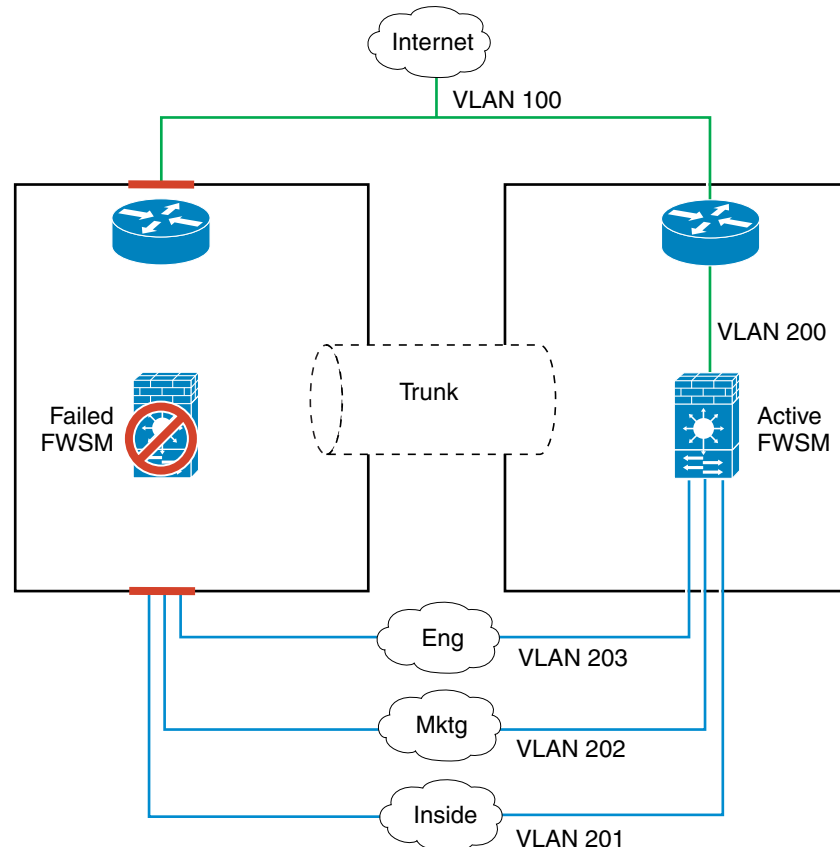 Internet
VLAN 100
VLAN 200
Trunk
Failed
FWSM
Active
FWSM
Eng
VLAN 203
Mktg
VLAN 202
Inside
VLAN 201